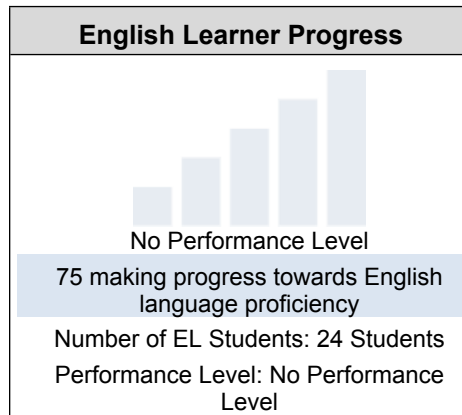 English Learner Progress
No Performance Level
75 making progress towards English
language proficiency
Number of EL Students: 24 Students
Performance Level: No Performance
Level